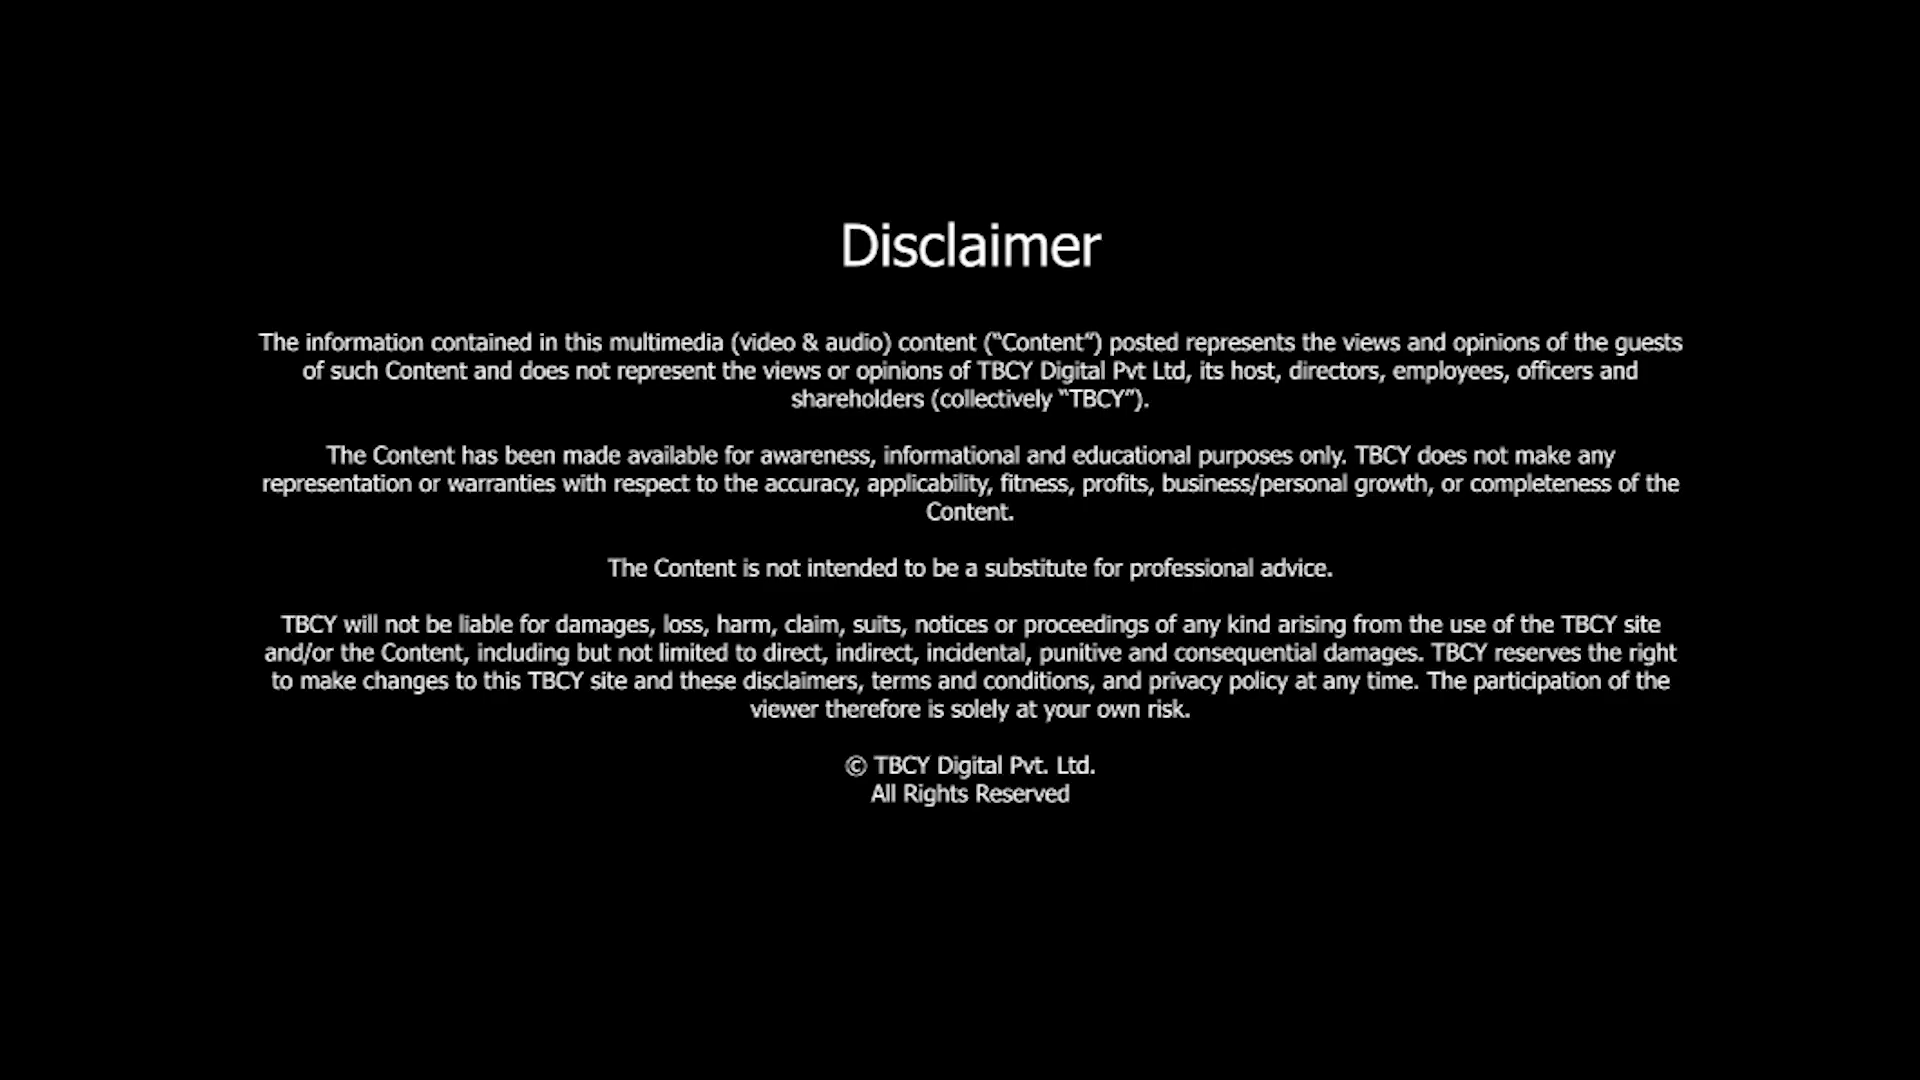 Disclaimer
The information contained in this multimedia (video & audio) content (“Content”) posted represents the views and opinions of the guests
of such Content and does not represent the views or opinions of TBCY Digital Pvt Ltd, its host, directors, employees, officers and
shareholders (collectively “TBCY”).
The Content has been made available for awareness, informational and educational purposes only. TBCY does not make any
representation or warranties with respect to the accuracy, applicability, fitness, profits, business/personal growth, or completeness of the
Content.
The Content is not intended to be a substitute for professional advice.
TBCY will not be liable for damages, loss, harm, claim, suits, notices or proceedings of any kind arising from the use of the TBCY site
and/or the Content, including but not limited to direct, indirect, incidental, punitive and consequential damages. TBCY reserves the right
to make changes to this TBCY site and these disclaimers, terms and conditions, and privacy policy at any time. The participation of the
viewer therefore is solely at your own risk.
© TBCY Digital Pvt. Ltd.
All Rights Reserved